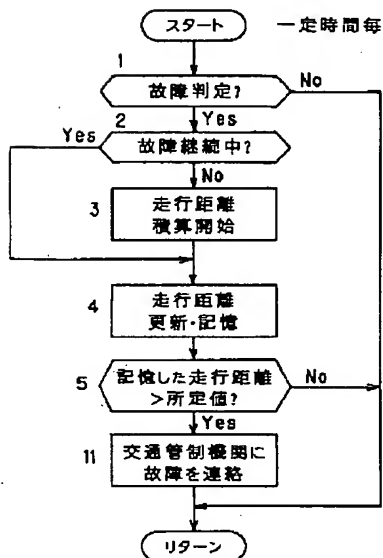 スタート
一定時間毎
1
故障判定?
No
Yes
2
故障継続中?
Yes
No
3
走行距離
積算開始
4
走行距離
更新・記憶
5
記憶した走行距離
>所定値?
No
Yes
11
交通管制機関に
故障を連絡
リターン